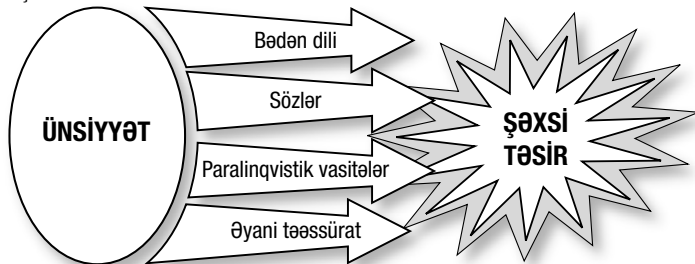 ÜNSİYYƏT
Bədən dili
Sözlər
Paralinqvistik vasitələr
Əyani təəssürat
ŞƏXSİ
TƏSİR